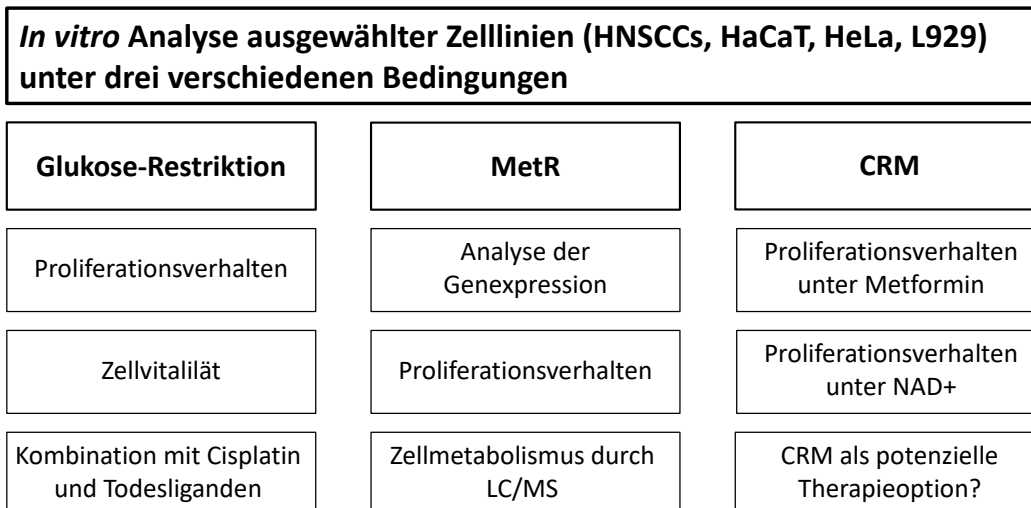 In vitro Analyse ausgewählter Zelllinien (HNSCCs, HaCaT, HeLa, L929)
unter drei verschiedenen Bedingungen
Glukose-Restriktion
MetR
CRM
Proliferationsverhalten
Analyse der
Genexpression
Proliferationsverhalten
unter Metformin
Zellvitalilät
Proliferationsverhalten
Proliferationsverhalten
unter NAD+
Kombination mit Cisplatin
und Todesliganden
Zellmetabolismus durch
LC/MS
CRM als potenzielle
Therapieoption?